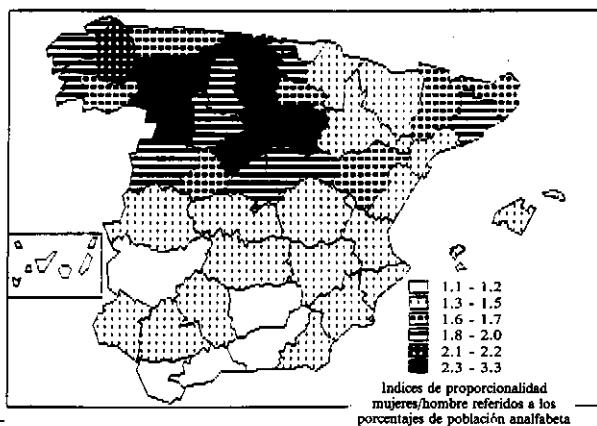 1.1 - 1.2
1.3 - 1.5
1.6 - 1.7
1.8 - 2.0
2.1 - 2.2
2.3 - 3.3
Indices de proporcionalidad
mujeres/hombre referidos a los
porcentajes de población analfabeta